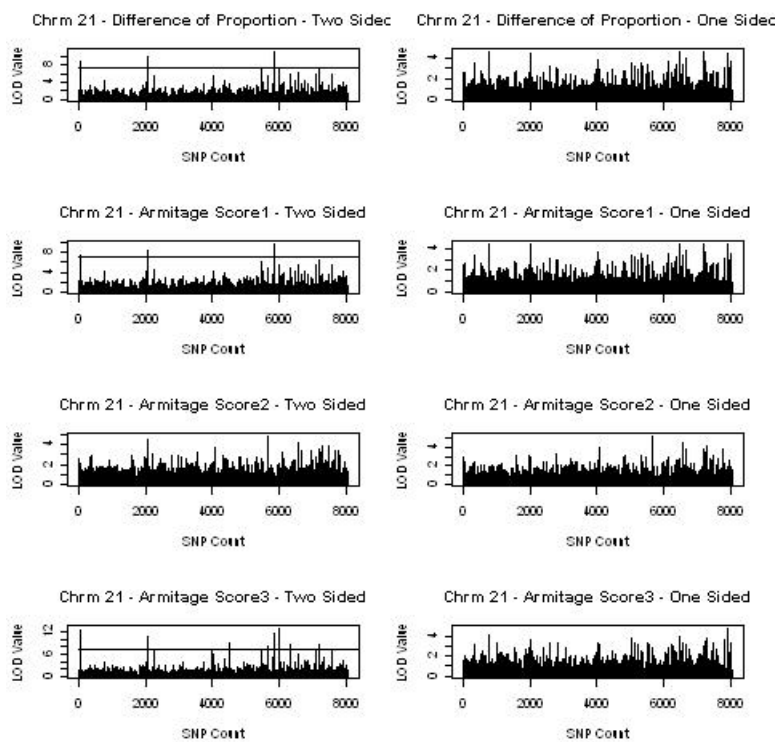 Chrm 21 - Difference of Proportion - Two Sided
LOD Value
0 4 8
0 2000 4000 6000 8000
SNP Count
Chrm 21 - Difference of Proportion - One Sided
LOD Value
0 2 4
0 2000 4000 6000 8000
SNP Count
Chrm 21 - Armitage Score1 - Two Sided
LOD Value
0 4 8
0 2000 4000 6000 8000
SNP Count
Chrm 21 - Armitage Score1 - One Sided
LOD Value
0 2 4
0 2000 4000 6000 8000
SNP Count
Chrm 21 - Armitage Score2 - Two Sided
LOD Value
0 2 4
0 2000 4000 6000 8000
SNP Count
Chrm 21 - Armitage Score2 - One Sided
LOD Value
0 2 4
0 2000 4000 6000 8000
SNP Count
Chrm 21 - Armitage Score3 - Two Sided
LOD Value
0 6 12
0 2000 4000 6000 8000
SNP Count
Chrm 21 - Armitage Score3 - One Sided
LOD Value
0 2 4
0 2000 4000 6000 8000
SNP Count